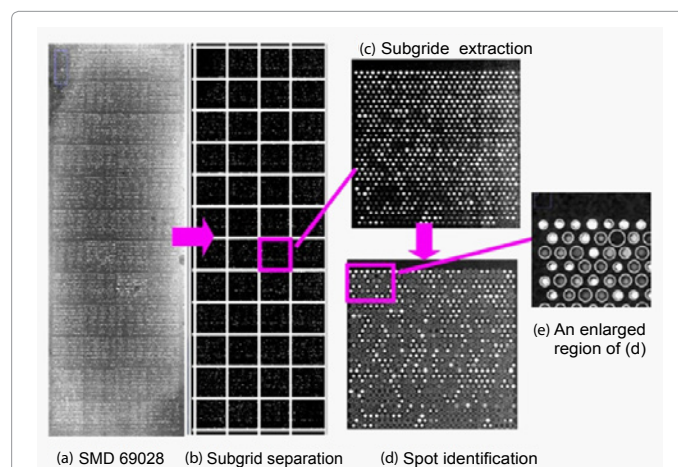 (c) Subgride extraction
(e) An enlarged
region of (d)
(a) SMD 69028
(b) Subgrid separation
(d) Spot identification